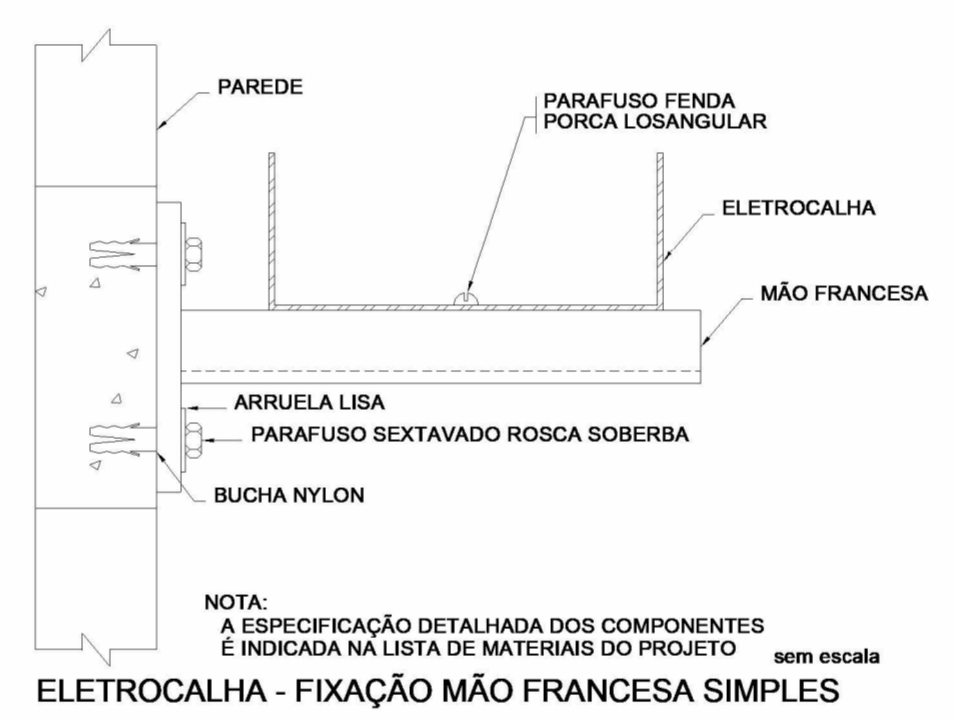 PAREDE
PARAFUSO FENDA
PORCA LOSANGULAR
ELETROCALHA
MÃO FRANCESA
ARRUELA LISA
PARAFUSO SEXTAVADO ROSCA SOBERBA
BUCHA NYLON
NOTA:
A ESPECIFICAÇÃO DETALHADA DOS COMPONENTES
É INDICADA NA LISTA DE MATERIAIS DO PROJETO
sem escala
ELETROCALHA - FIXAÇÃO MÃO FRANCESA SIMPLES